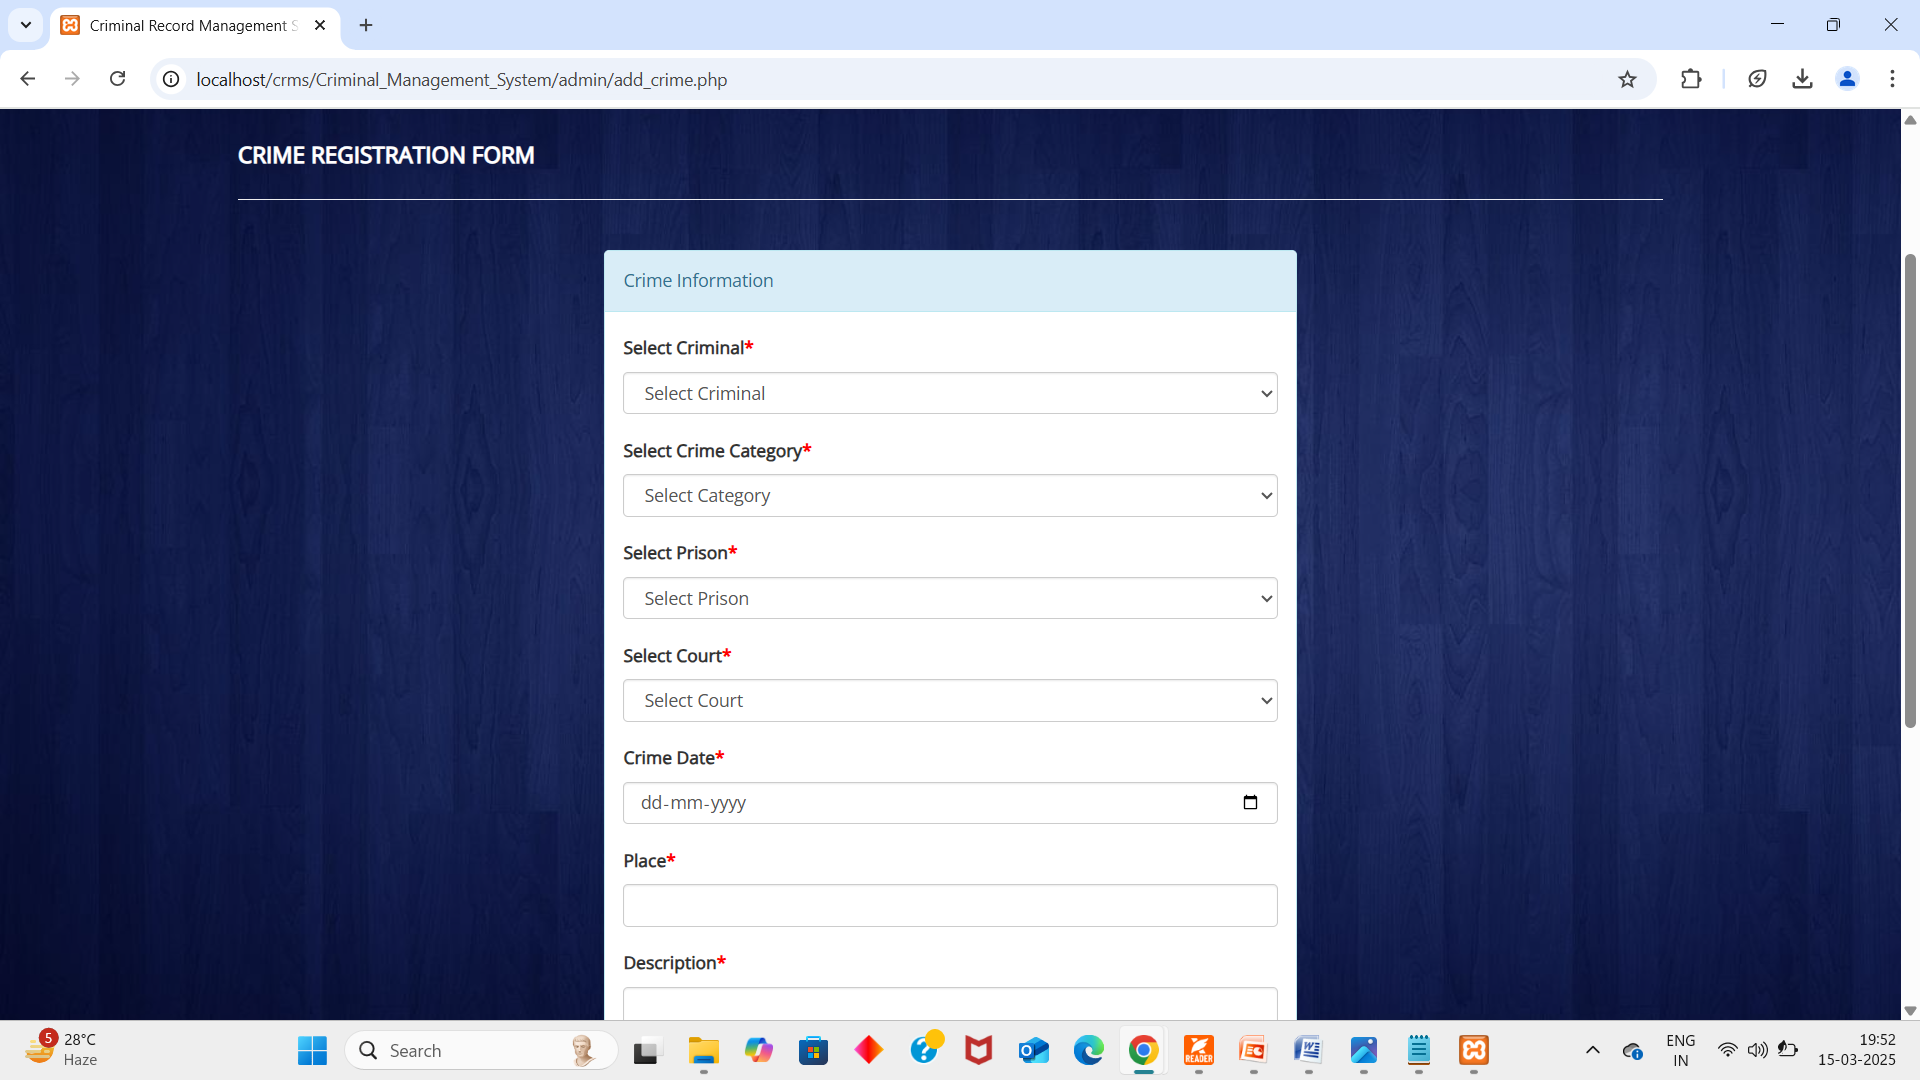 Criminal Record Management S
localhost/crms/Criminal_Management_System/admin/add_crime.php
CRIME REGISTRATION FORM
Crime Information
Select Criminal*
Select Criminal
Select Crime Category*
Select Category
Select Prison*
Select Prison
Select Court*
Select Court
Crime Date*
dd-mm-yyyy
Place*
Description*
5
28°C
Haze
Search
READER
ENG
IN
19:52
15-03-2025